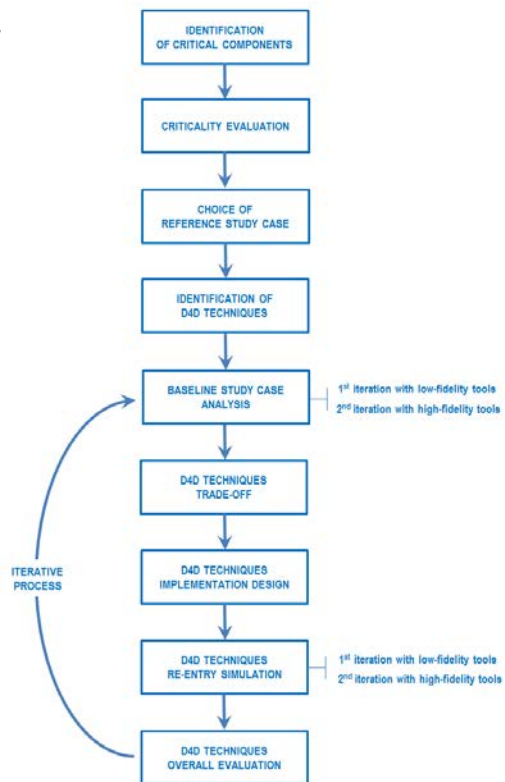 IDENTIFICATION
OF CRITICAL COMPONENTS
CRITICALITY EVALUATION
CHOICE OF
REFERENCE STUDY CASE
IDENTIFICATION OF
D4D TECHNIQUES
BASELINE STUDY CASE
ANALYSIS
1st iteration with low-fidelity tools
2nd iteration with high-fidelity tools
D4D TECHNIQUES
TRADE-OFF
ITERATIVE
PROCESS
D4D TECHNIQUES
IMPLEMENTATION DESIGN
D4D TECHNIQUES
RE-ENTRY SIMULATION
1st iteration with low-fidelity tools
2nd iteration with high-fidelity tools
D4D TECHNIQUES
OVERALL EVALUATION